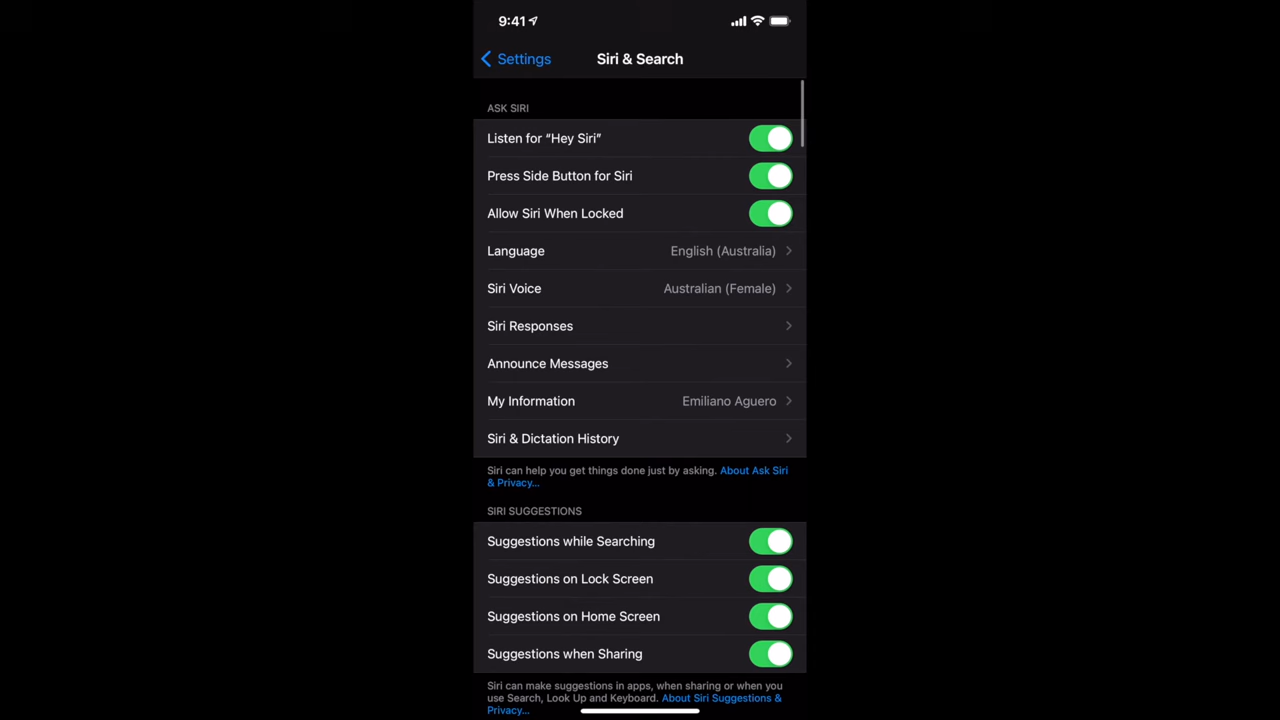 9:41
Settings
Siri & Search
ASK SIRI
Listen for “Hey Siri”
Press Side Button for Siri
Allow Siri When Locked
Language English (Australia)
Siri Voice Australian (Female)
Siri Responses
Announce Messages
My Information Emiliano Aguero
Siri & Dictation History
Siri can help you get things done just by asking. About Ask Siri
& Privacy...
SIRI SUGGESTIONS
Suggestions while Searching
Suggestions on Lock Screen
Suggestions on Home Screen
Suggestions when Sharing
Siri can make suggestions in apps, when sharing or when you
use Search, Look Up and Keyboard. About Siri Suggestions &
Privacy...